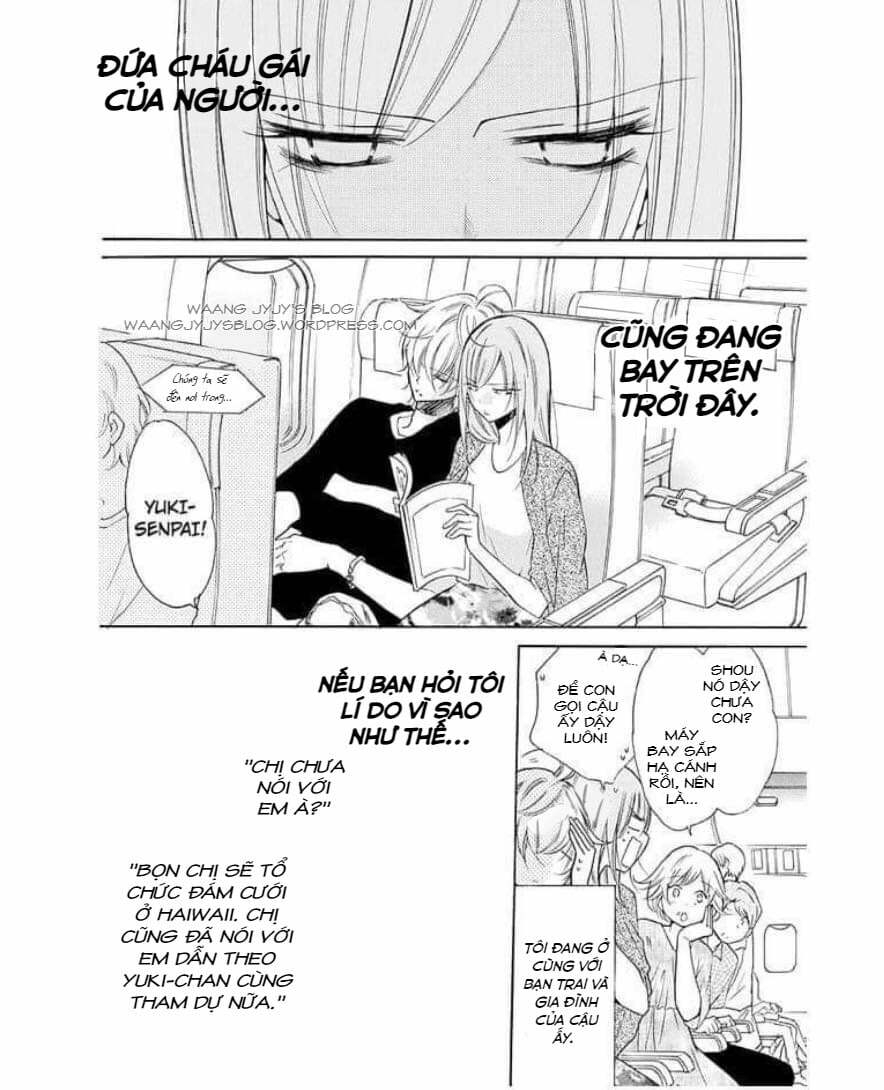 ĐỨA CHÁU GÁI
CỦA NGƯỜI...
WAANG JYJY'S BLOG
WAANGJYJYSBLOG.WORDPRESS.COM
CŨNG ĐANG
BAY TRÊN
TRỜI ĐÂY.
Chúng ta sẽ
đến nơi trong...
YUKI-
SENPAI!
SHOU
NÓ DẬY
CHƯA
CON?
MÁY
BAY SẮP
HẠ CÁNH
RỒI, NÊN
LÀ...
À DẠ...
ĐỂ CON
GỌI CẬU
ẤY DẬY
LUÔN!
NẾU BẠN HỎI TÔI
LÍ DO VÌ SAO
NHƯ THẾ...
"CHỊ CHƯA
NÓI VỚI
EM À?"
"BỌN CHỊ SẼ TỔ
CHỨC ĐÁM CƯỚI
Ở HAIWAII. CHỊ
CŨNG ĐÃ NÓI VỚI
EM DẪN THEO
YUKI-CHAN CÙNG
THAM DỰ NỮA."
TÔI ĐANG Ở
CÙNG VỚI
BẠN TRAI VÀ
GIA ĐÌNH
CỦA CẬU
ẤY.